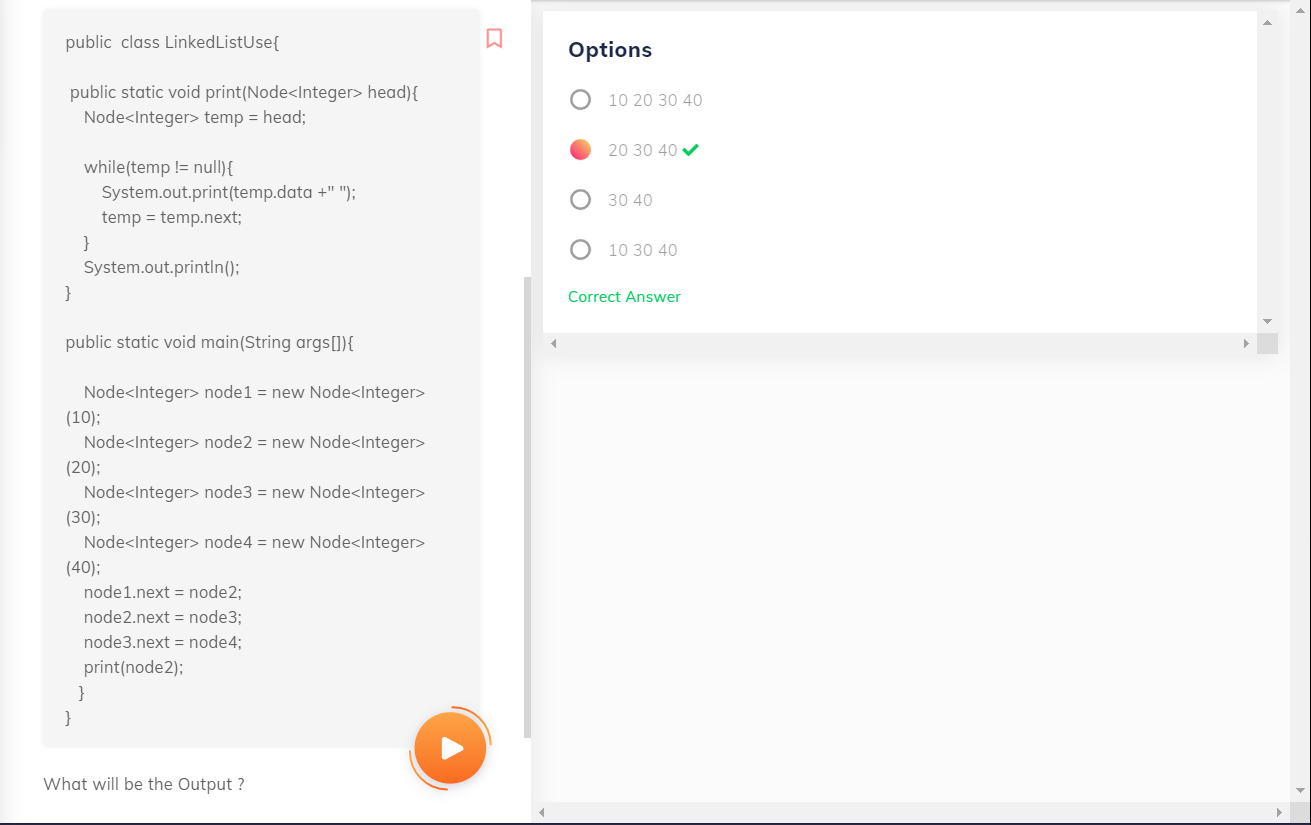 public  class LinkedListUse{
 public static void print(Node<Integer> head){
    Node<Integer> temp = head;
    while(temp != null){
        System.out.print(temp.data +" ");
        temp = temp.next;
    }
    System.out.println();
}
public static void main(String args[]){
    Node<Integer> node1 = new Node<Integer>
(10);
    Node<Integer> node2 = new Node<Integer>
(20);
    Node<Integer> node3 = new Node<Integer>
(30);
    Node<Integer> node4 = new Node<Integer>
(40);
    node1.next = node2;
    node2.next = node3;
    node3.next = node4;
    print(node2);
   }
}
What will be the Output ?
Options
10 20 30 40
20 30 40
30 40
10 30 40
Correct Answer